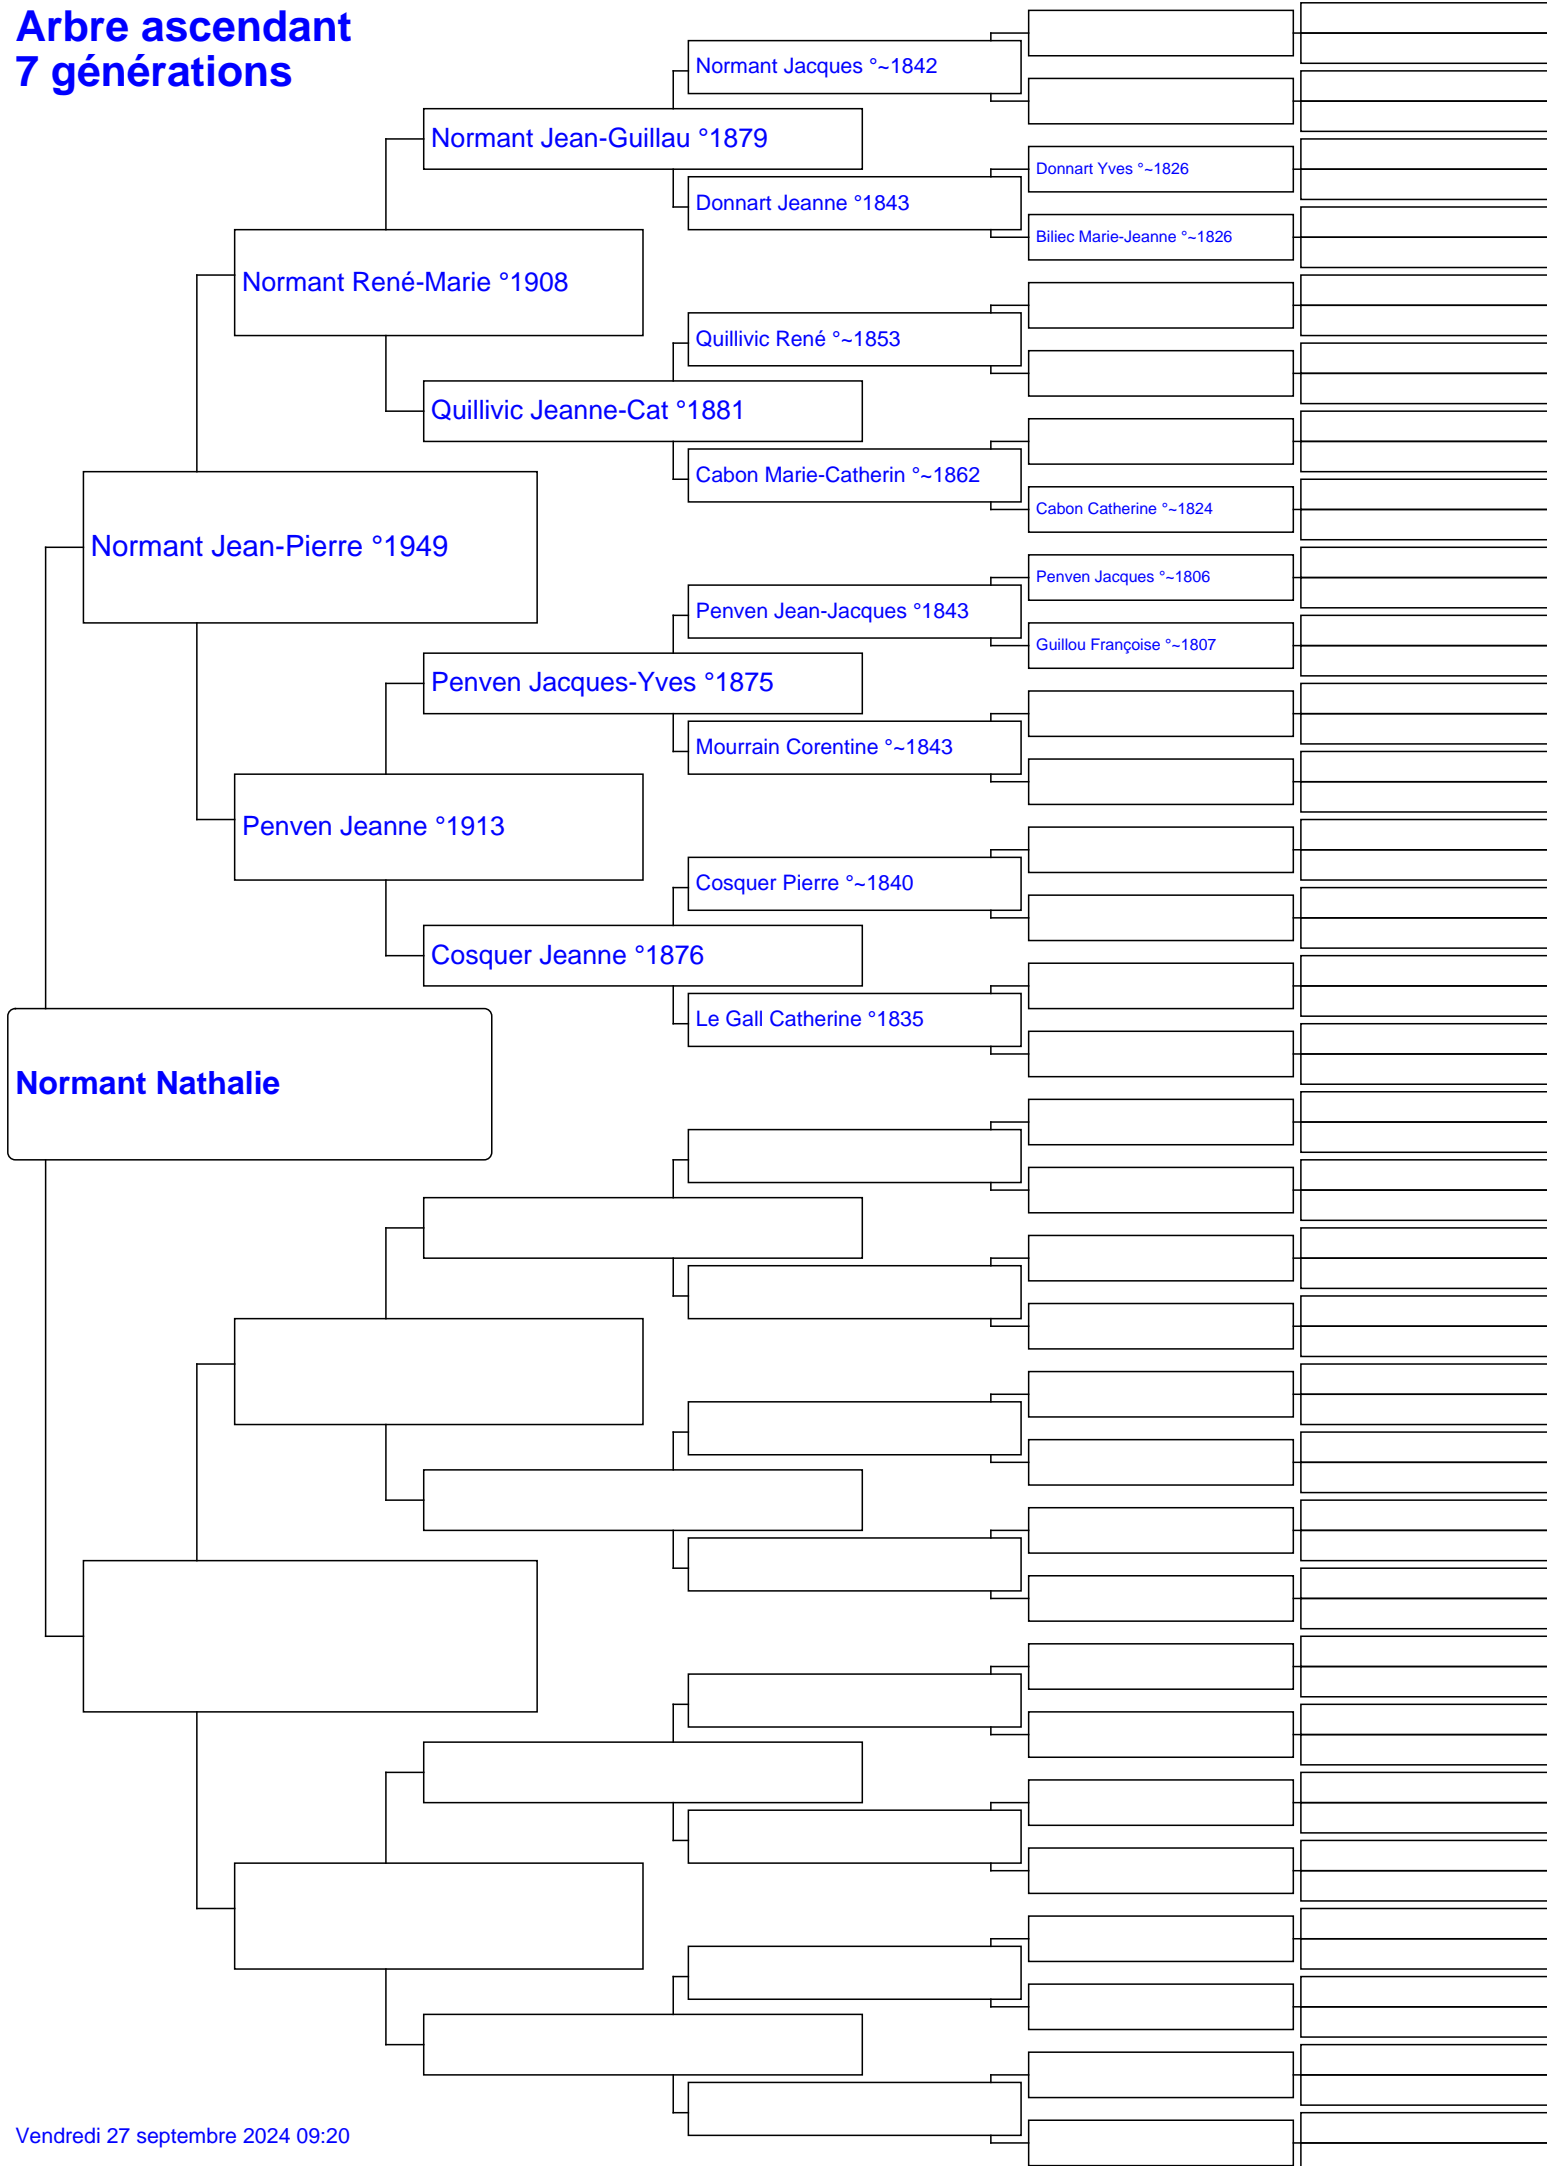 Arbre ascendant
7 générations
Normant Jacques °~1842
Normant Jean-Guillau °1879
Donnart Yves °~1826
Donnart Jeanne °1843
Biliec Marie-Jeanne °~1826
Normant René-Marie °1908
Quillivic René °~1853
Quillivic Jeanne-Cat °1881
Cabon Marie-Catherin °~1862
Cabon Catherine °~1824
Normant Jean-Pierre °1949
Penven Jacques °~1806
Penven Jean-Jacques °1843
Guillou Françoise °~1807
Penven Jacques-Yves °1875
Mourrain Corentine °~1843
Penven Jeanne °1913
Cosquer Pierre °~1840
Cosquer Jeanne °1876
Le Gall Catherine °1835
Normant Nathalie
Vendredi 27 septembre 2024 09:20